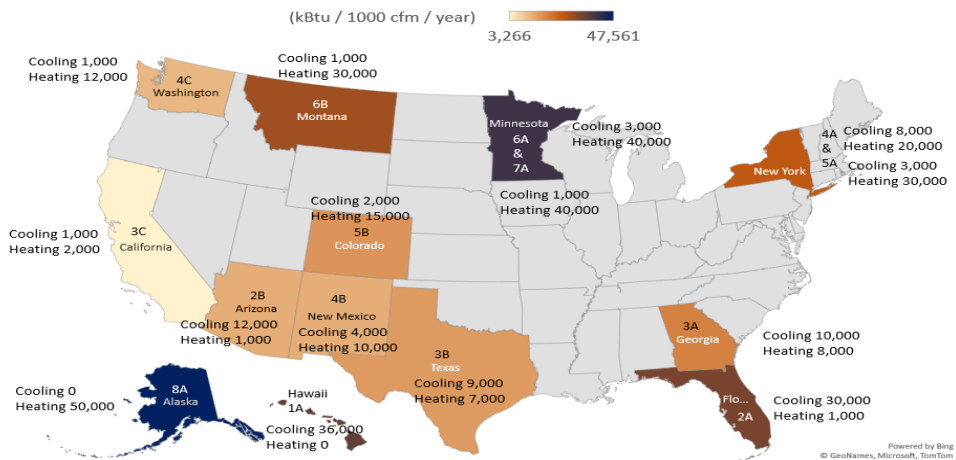 (kBtu / 1000 cfm / year)
3,266 47,561
Cooling 1,000
Heating 12,000
4C
Washington
Cooling 1,000
Heating 30,000
6B
Montana
Minnesota
6A
&
7A
Cooling 3,000
Heating 40,000
Cooling 1,000
Heating 40,000
New York
4A
&
5A
Cooling 8,000
Heating 20,000
Cooling 3,000
Heating 30,000
Cooling 1,000
Heating 2,000
3C
California
Cooling 2,000
Heating 15,000
5B
Colorado
2B
Arizona
Cooling 12,000
Heating 1,000
4B
New Mexico
Cooling 4,000
Heating 10,000
3B
Texas
Cooling 9,000
Heating 7,000
3A
Georgia
Cooling 10,000
Heating 8,000
Cooling 0
Heating 50,000
8A
Alaska
Hawaii
1A
Cooling 36,000
Heating 0
Flo...
2A
Cooling 30,000
Heating 1,000
Powered by Bing
© GeoNames, Microsoft, TomTom